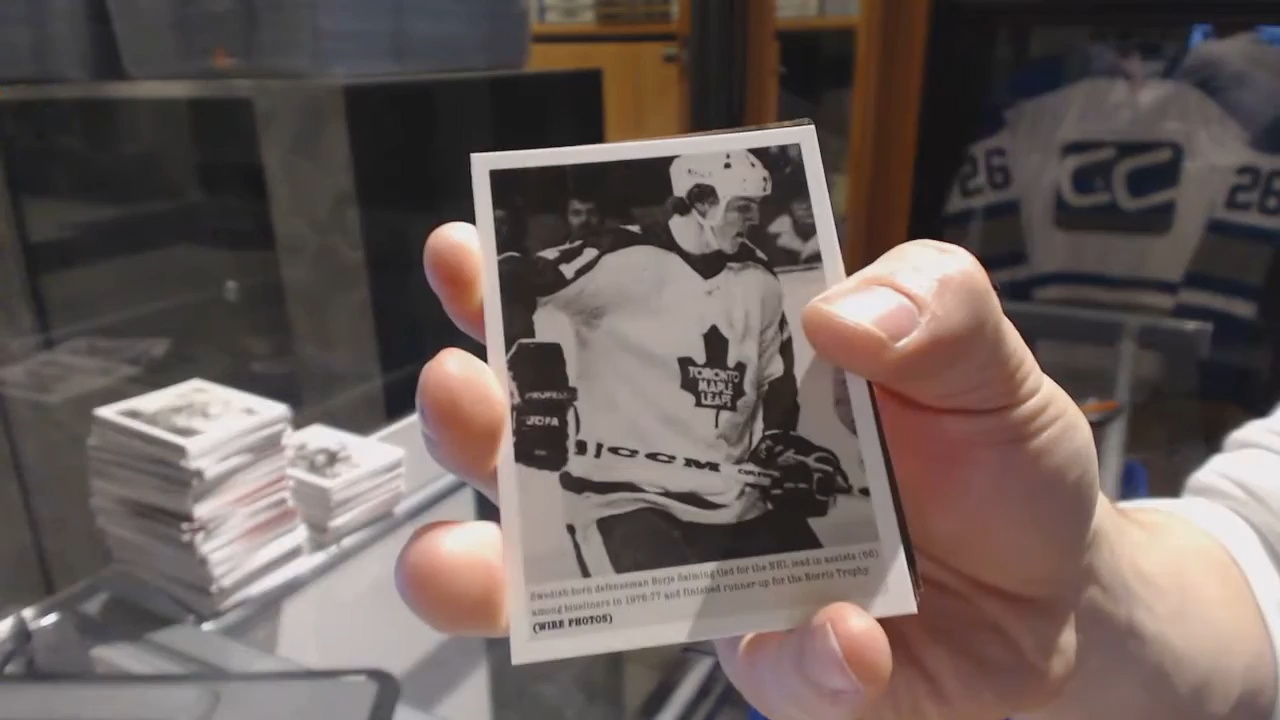 26
CC
26
TORONTO
MAPLE
LEAFS
JOFA
CCM
Swedish born defenseman Borje Salming tied for the NHL lead in assists (66)
among blueliners in 1976-77 and finished runner-up for the Norris Trophy
(WIRE PHOTOS)